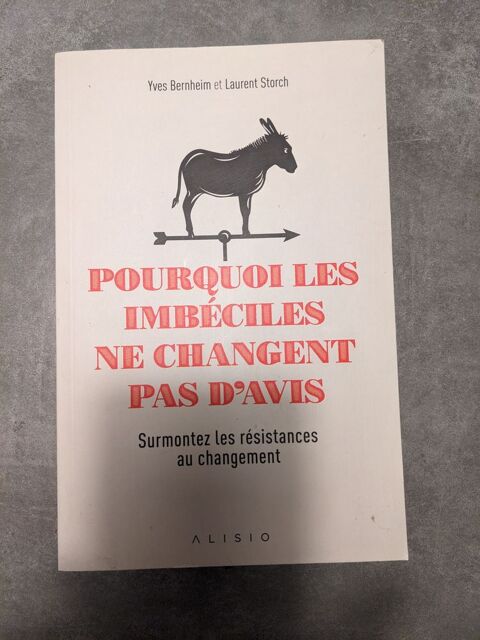 Yves Bernheim et Laurent Storch
POURQUOI LES
IMBÉCILES
NE CHANGENT
PAS D'AVIS
Surmontez les résistances
au changement
ALISIO